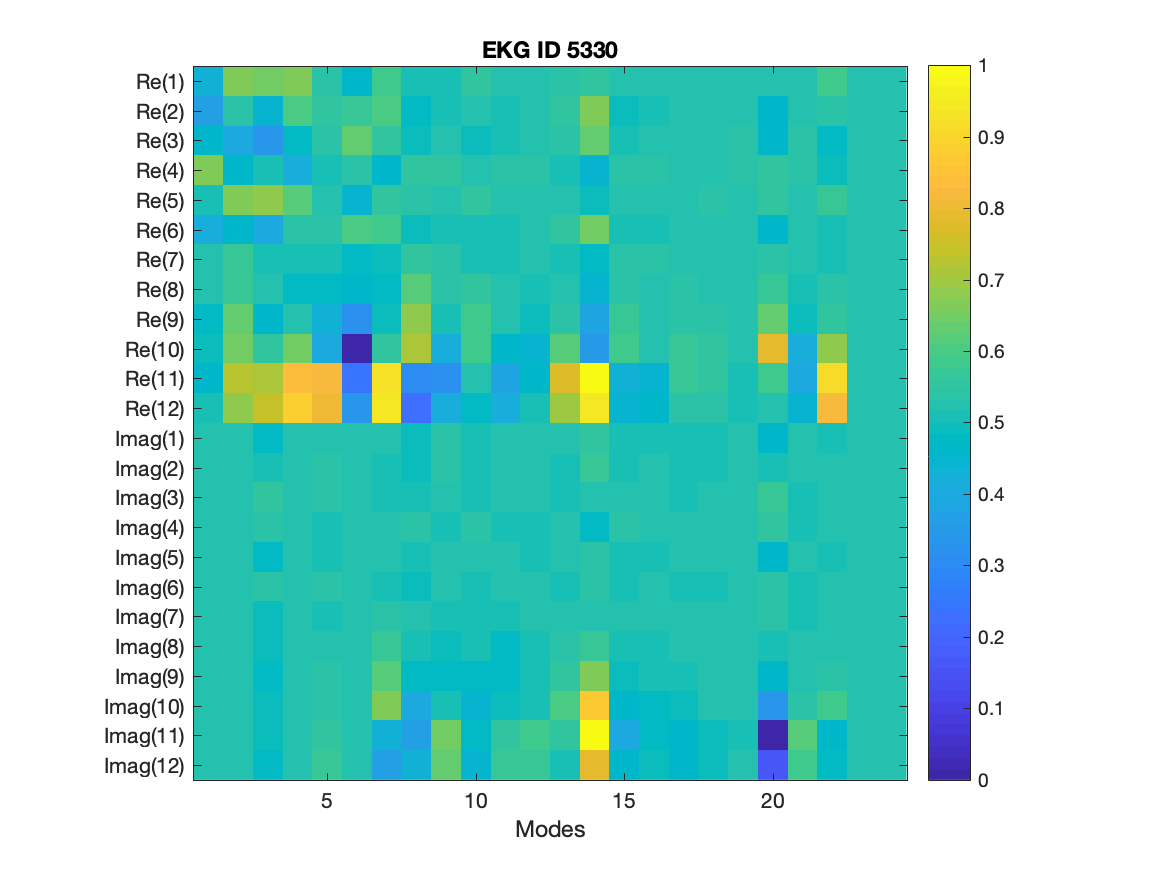 EKG ID 5330
Re(1)
Re(2)
Re(3)
Re(4)
Re(5)
Re(6)
Re(7)
Re(8)
Re(9)
Re(10)
Re(11)
Re(12)
Imag(1)
Imag(2)
Imag(3)
Imag(4)
Imag(5)
Imag(6)
Imag(7)
Imag(8)
Imag(9)
Imag(10)
Imag(11)
Imag(12)
5 10 15 20
Modes
1
0.9
0.8
0.7
0.6
0.5
0.4
0.3
0.2
0.1
0